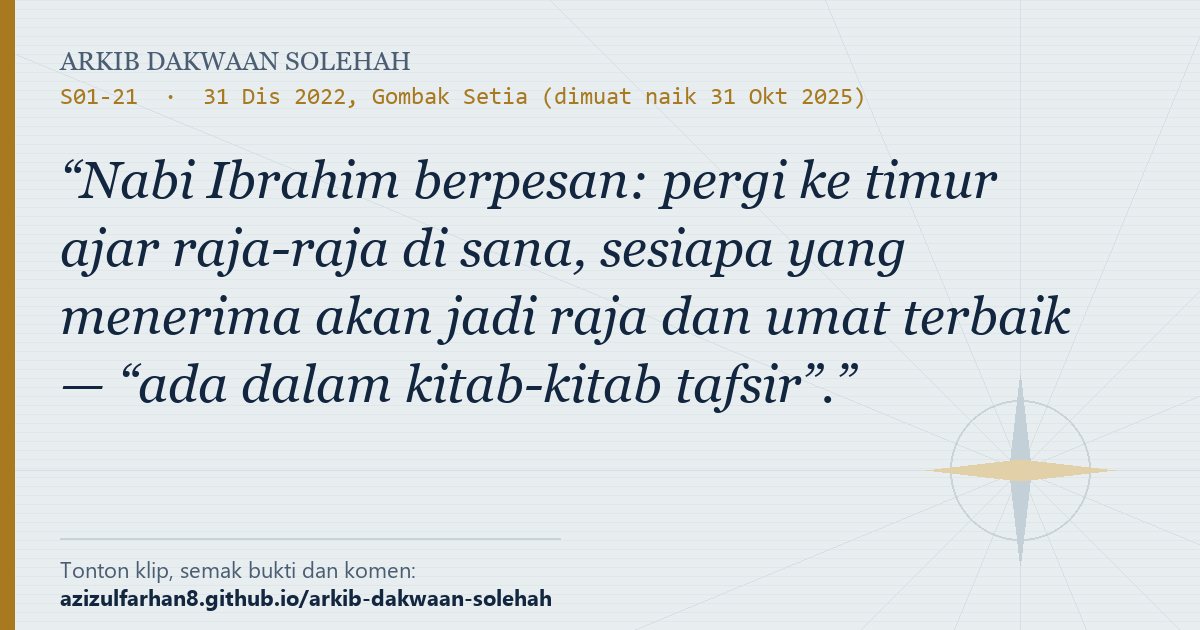 ARKIB DAKWAAN SOLEHAH
S01-21 · 31 Dis 2022, Gombak Setia (dimuat naik 31 Okt 2025)
“Nabi Ibrahim berpesan: pergi ke timur
ajar raja-raja di sana, sesiapa yang
menerima akan jadi raja dan umat terbaik
— “ada dalam kitab-kitab tafsir”.”
Tonton klip, semak bukti dan komen:
azizulfarhan8.github.io/arkib-dakwaan-solehah